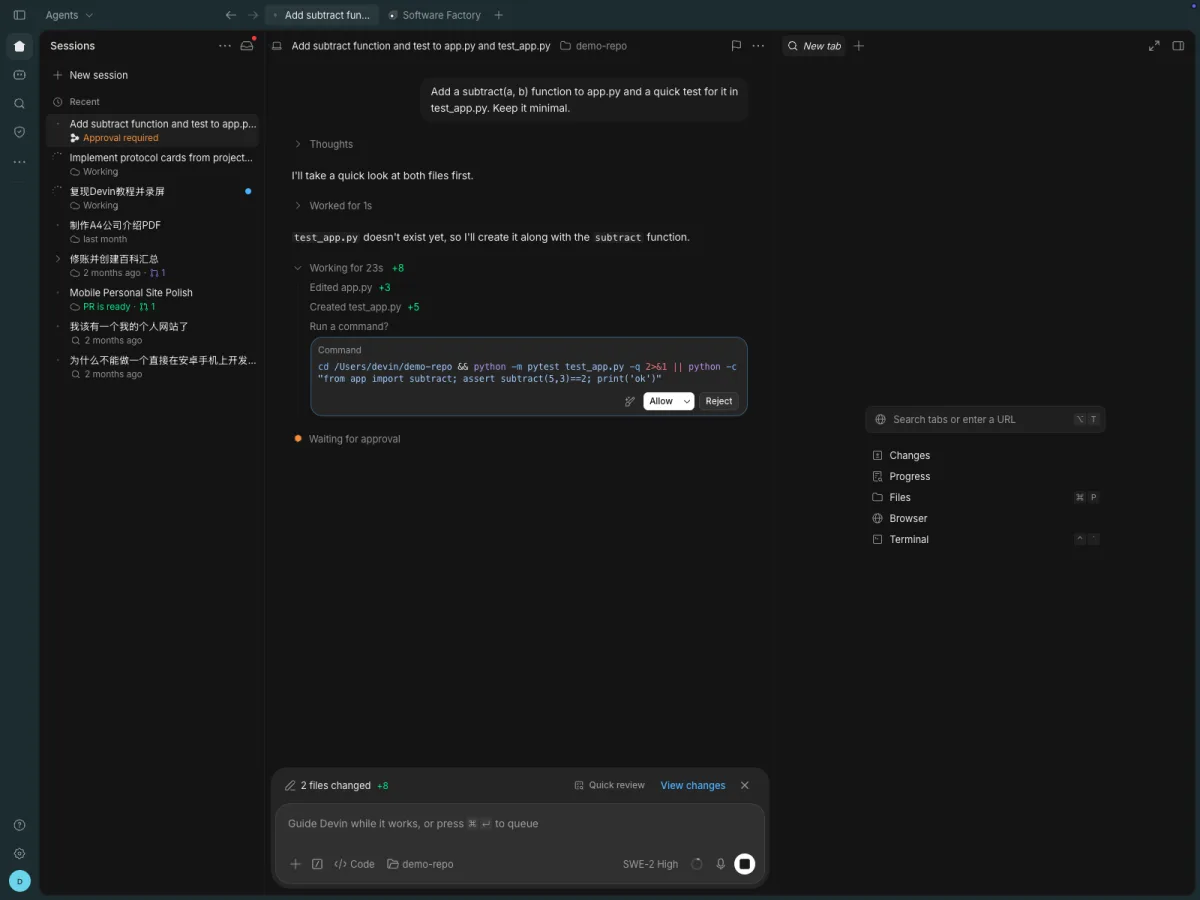 Agents
Add subtract fun...
Software Factory
Sessions
New session
Recent
Add subtract function and test to app.p...
Approval required
Implement protocol cards from project...
Working
复现Devin教程并录屏
Working
制作A4公司介绍PDF
last month
修账并创建百科汇总
2 months ago · 1
Mobile Personal Site Polish
PR is ready · 1
我该有一个我的个人网站了
2 months ago
为什么不能做一个直接在安卓手机上开发...
2 months ago
D
Add subtract function and test to app.py and test_app.py
demo-repo
Add a subtract(a, b) function to app.py and a quick test for it in
test_app.py. Keep it minimal.
Thoughts
I'll take a quick look at both files first.
Worked for 1s
test_app.py doesn't exist yet, so I'll create it along with the subtract function.
Working for 23s +8
Edited app.py +3
Created test_app.py +5
Run a command?
Command
cd /Users/devin/demo-repo && python -m pytest test_app.py -q 2>&1 || python -c
"from app import subtract; assert subtract(5,3)==2; print('ok')"
Allow
Reject
Waiting for approval
2 files changed +8
Quick review
View changes
Guide Devin while it works, or press ⌘ ↩ to queue
Code
demo-repo
SWE-2 High
New tab
Search tabs or enter a URL
⌥ T
Changes
Progress
Files
⌘ P
Browser
Terminal
^ `